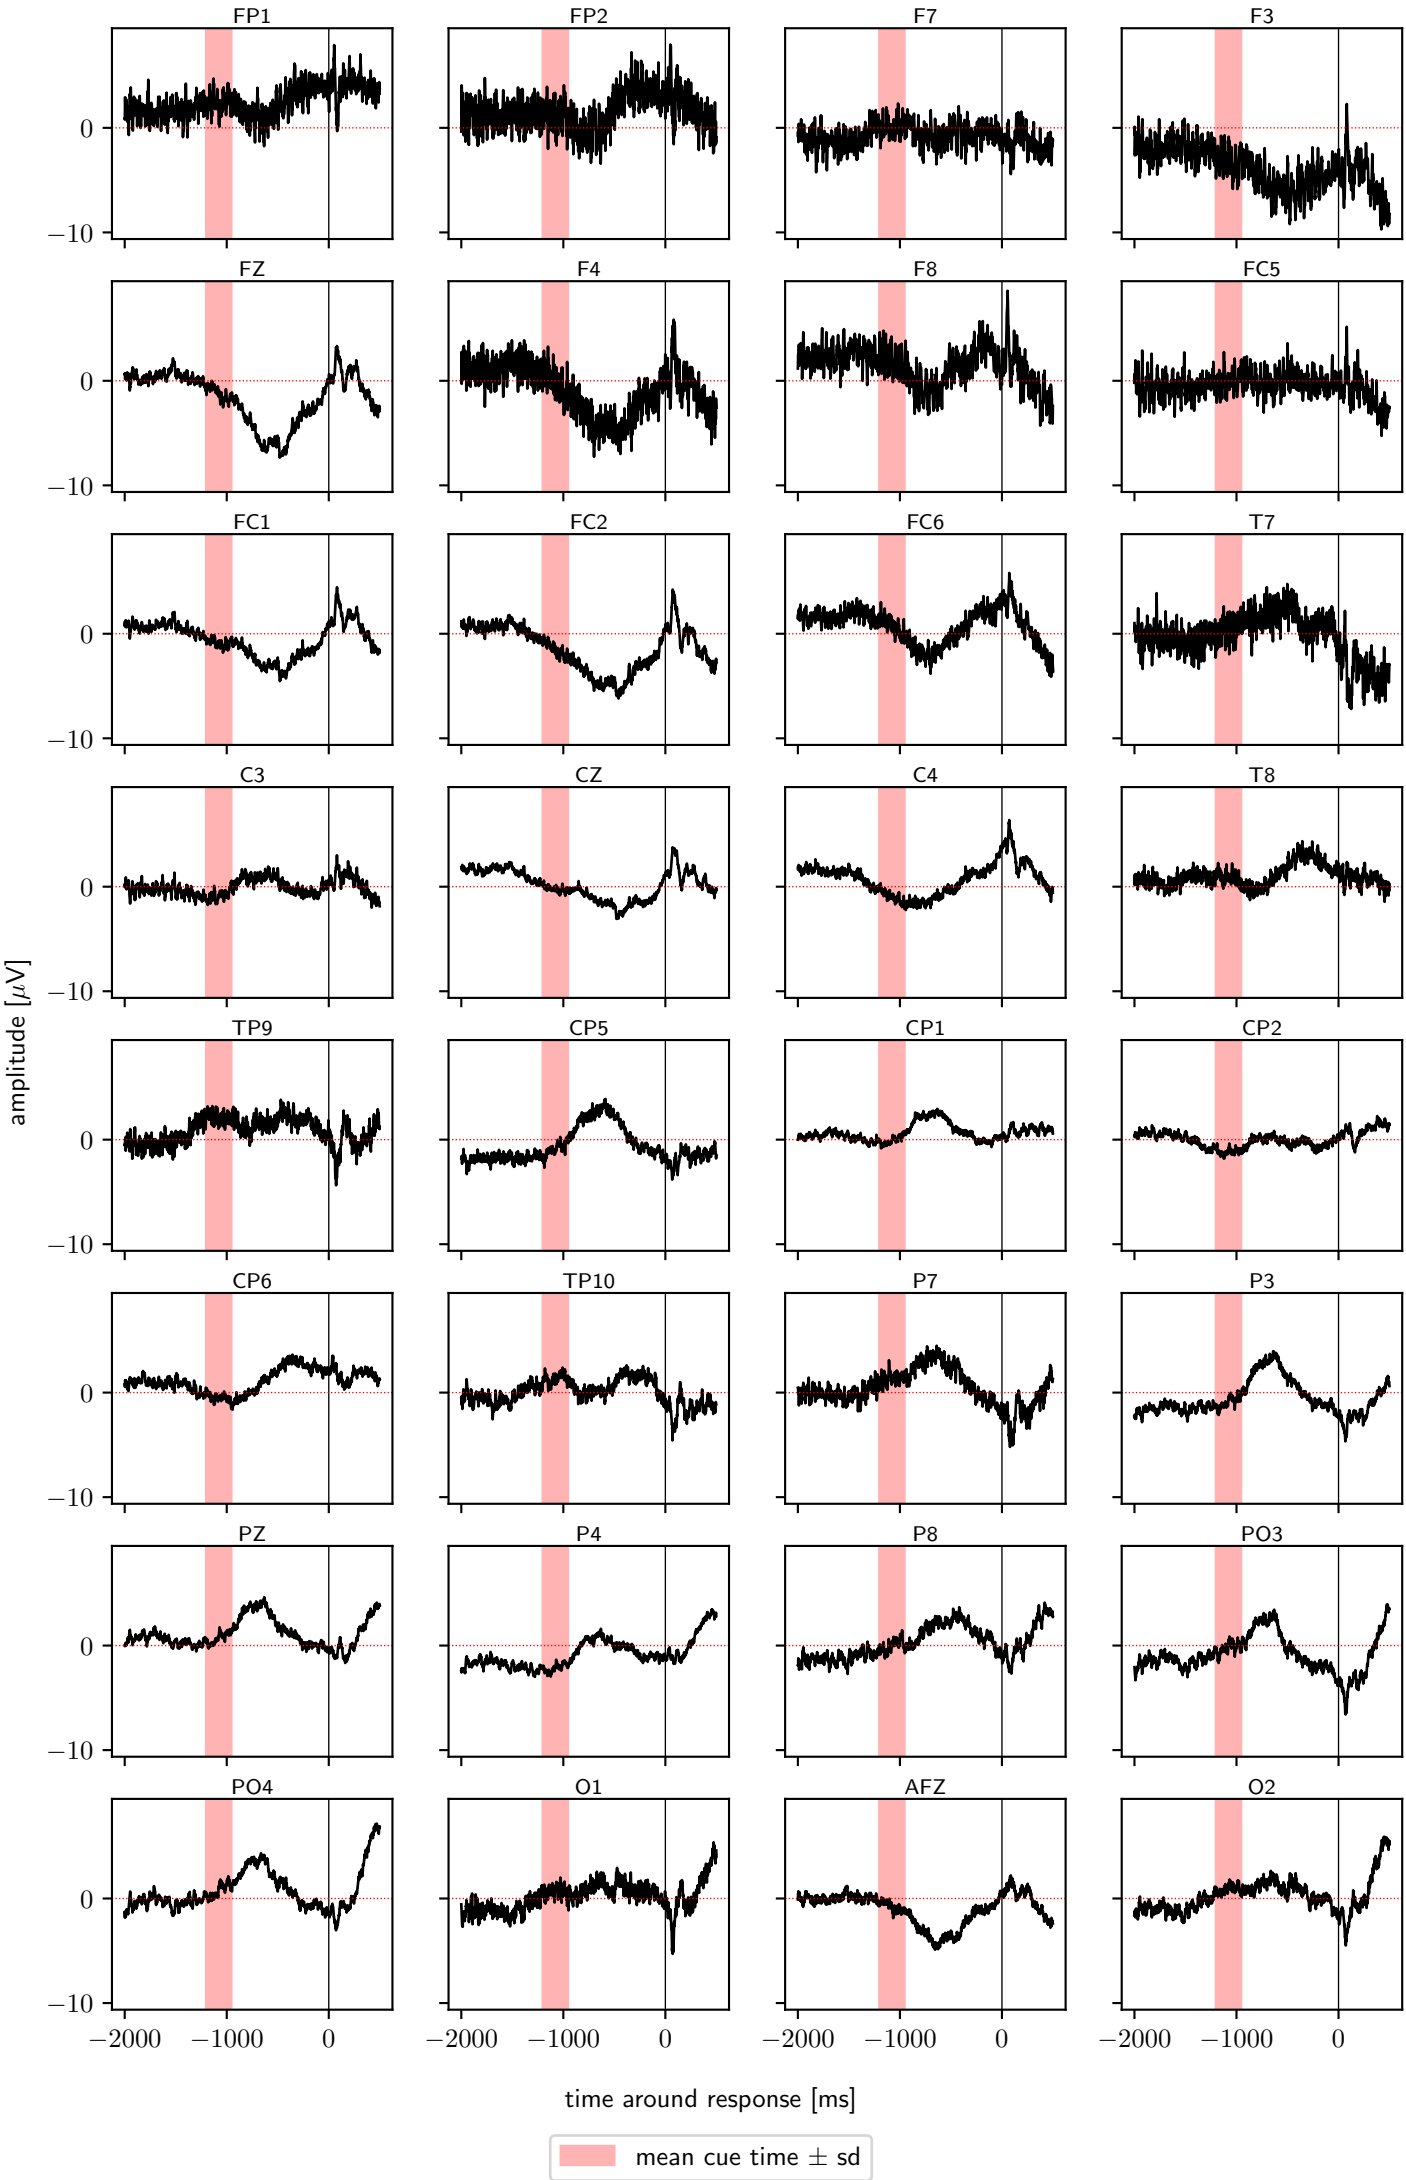 FP1 FP2 F7 F3
0
−10
FZ F4 F8 FC5
0
−10
FC1 FC2 FC6 T7
0
−10
C3 CZ C4 T8
0
−10
amplitude [μV]
TP9 CP5 CP1 CP2
0
−10
CP6 TP10 P7 P3
0
−10
PZ P4 P8 PO3
0
−10
PO4 O1 AFZ O2
0
−10
−2000 −1000 0 −2000 −1000 0 −2000 −1000 0 −2000 −1000 0
time around response [ms]
mean cue time ± sd